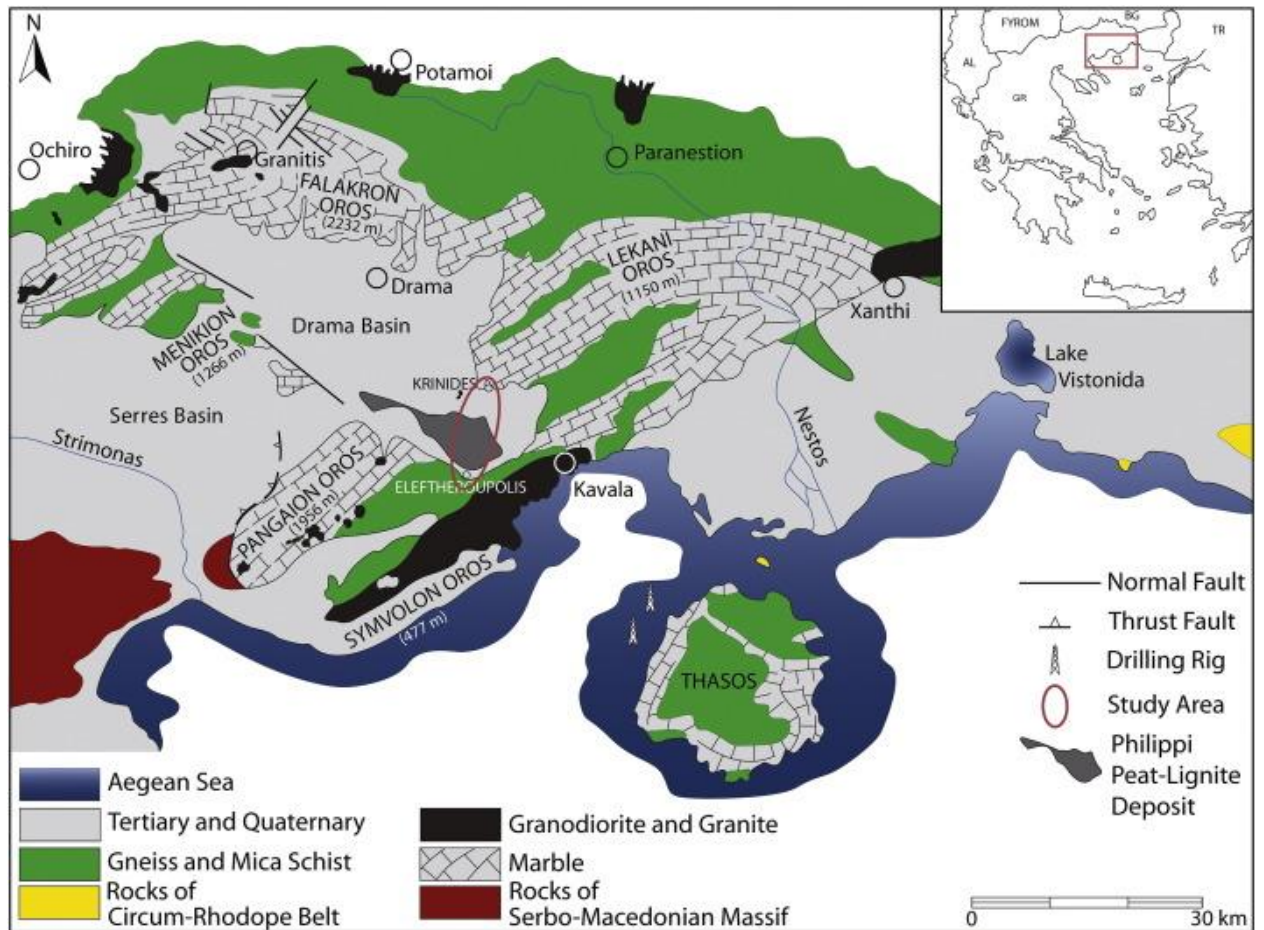 N
FYROM
BG
TR
AL
GR
Potamoi
Ochiro
Granitis
Paranestion
FALAKRON
OROS
(2232 m)
LEKANI
OROS
(1150 m)
Drama
Xanthi
Drama Basin
MENIKION
OROS
(1266 m)
Lake
Vistonida
KRINIDES
Serres Basin
Strimonas
Nestos
PANGAION OROS
(1956 m)
ELEFTHEROUPOLIS
Kavala
SYMVOLON OROS
(477 m)
THASOS
Normal Fault
Thrust Fault
Drilling Rig
Study Area
Philippi
Peat-Lignite
Deposit
Aegean Sea
Tertiary and Quaternary
Gneiss and Mica Schist
Rocks of
Circum-Rhodope Belt
Granodiorite and Granite
Marble
Rocks of
Serbo-Macedonian Massif
0 30 km